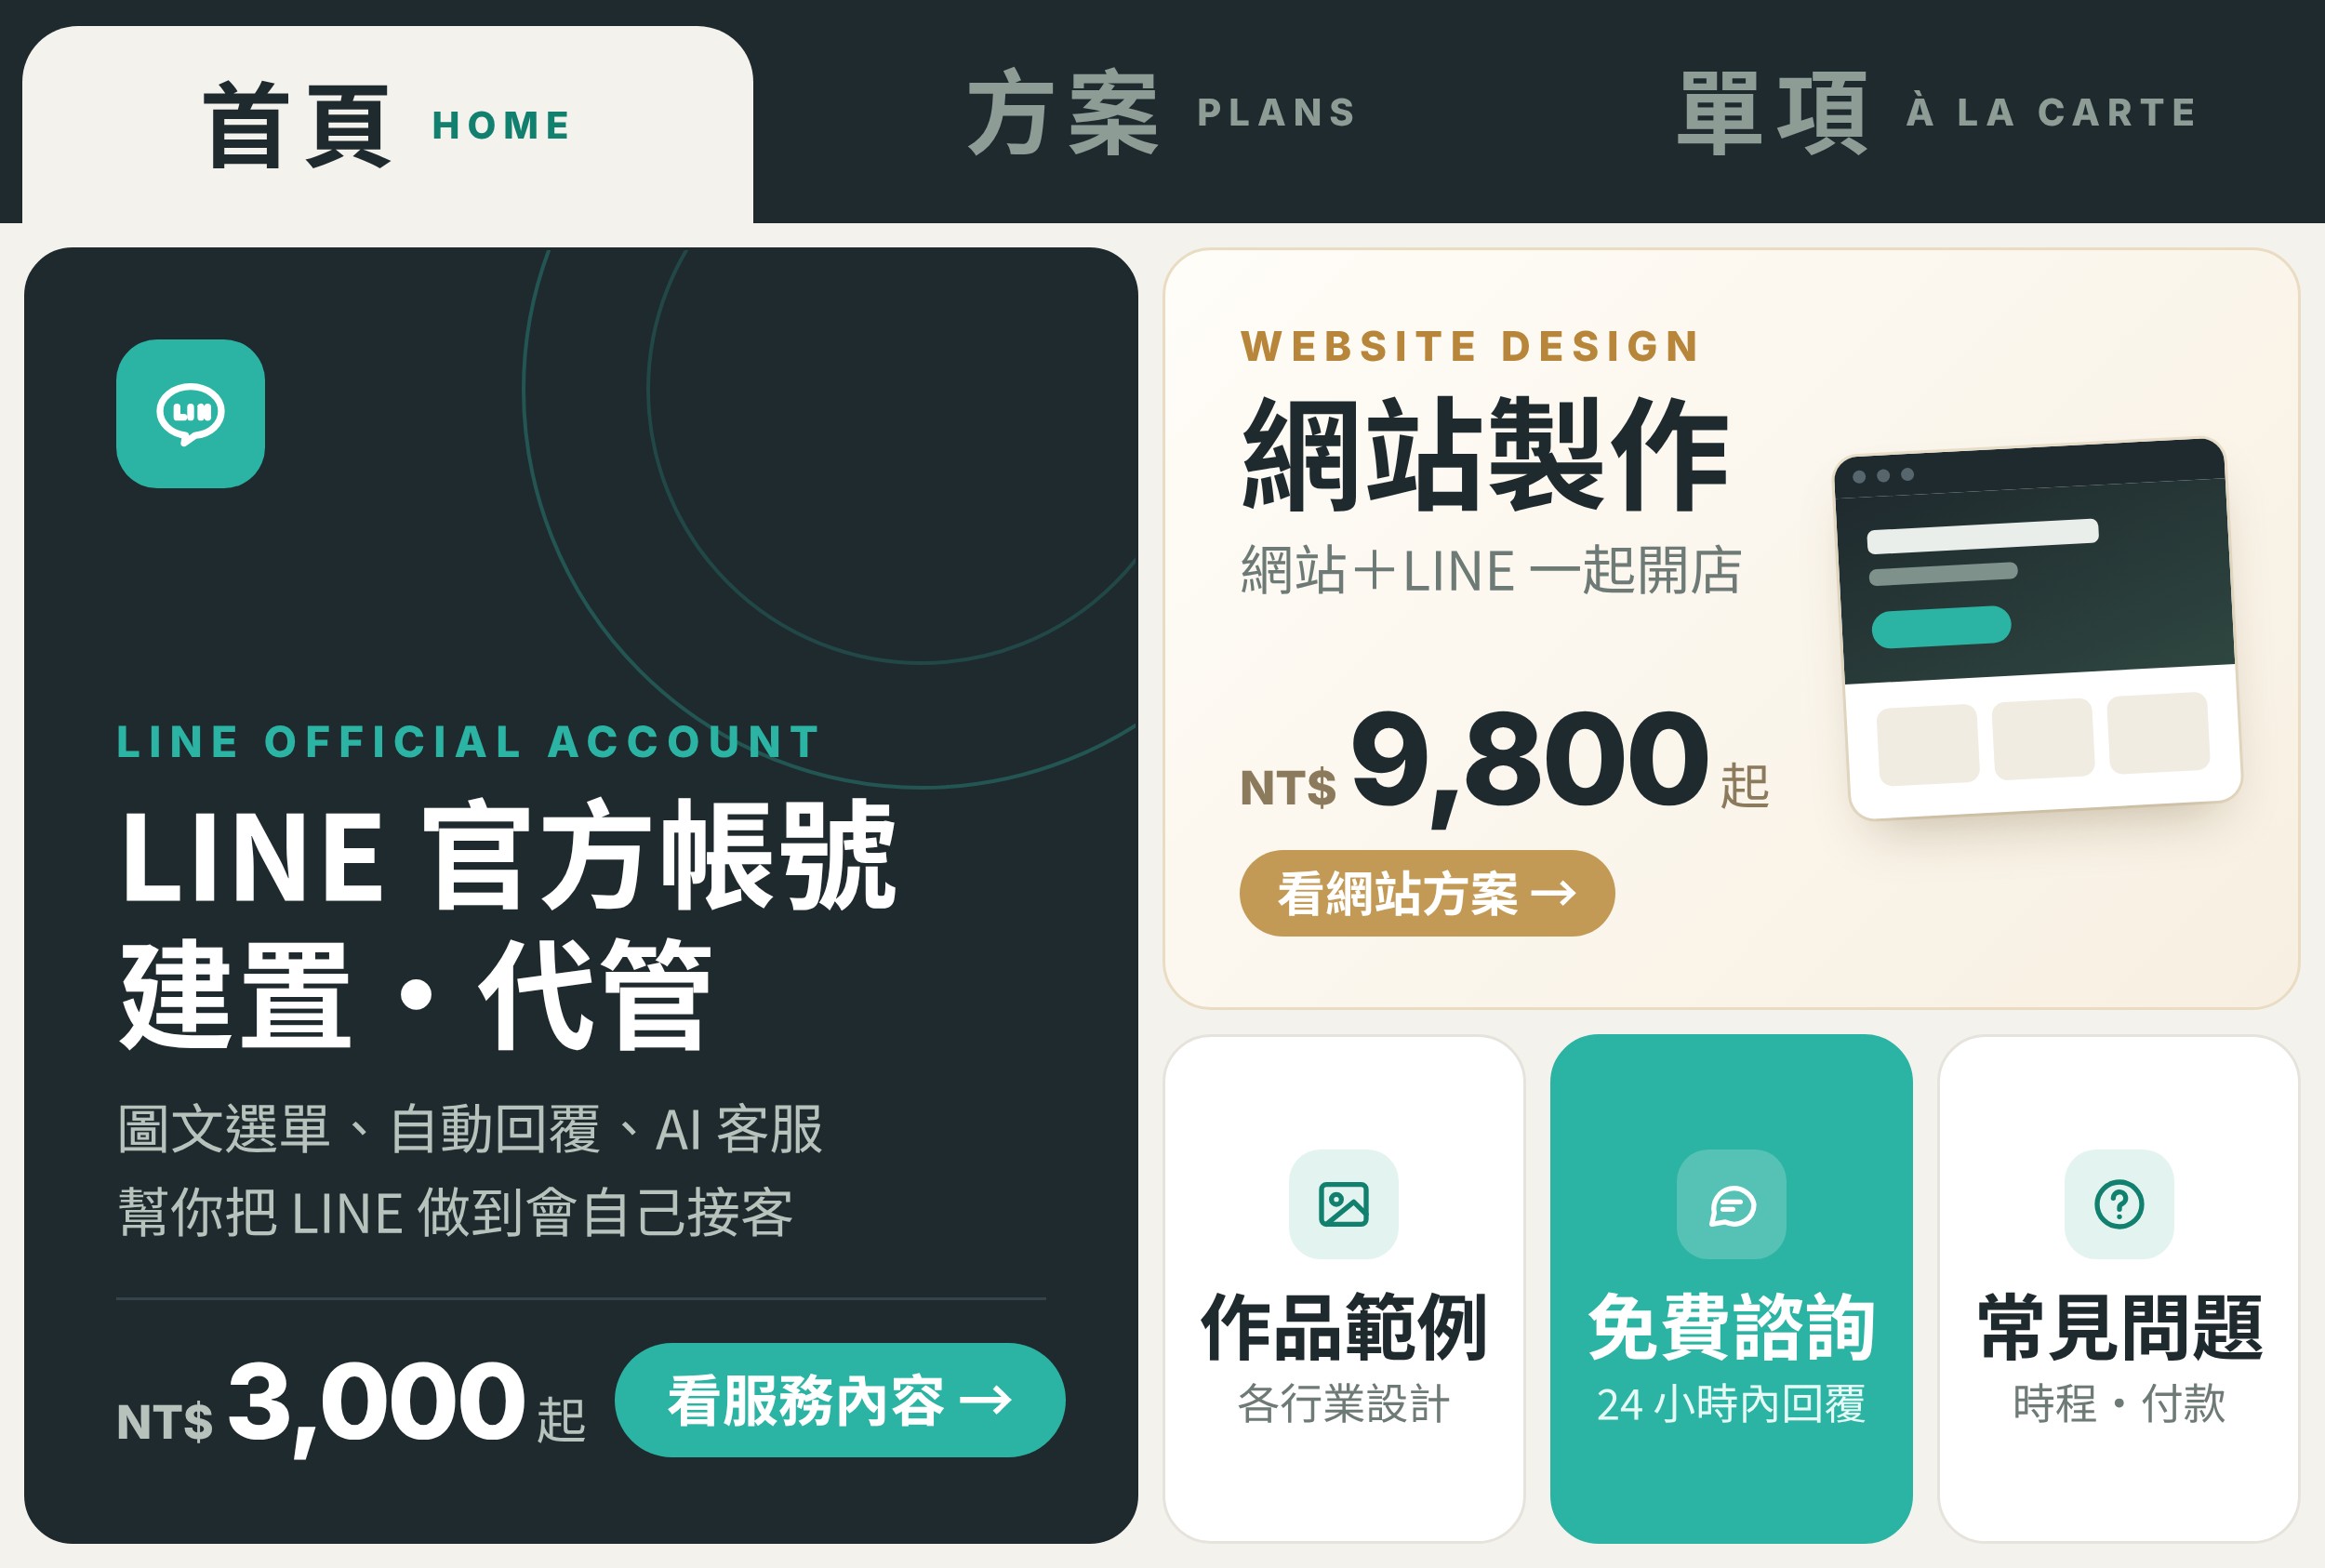 首頁 HOME
方案 PLANS
單項 À LA CARTE
LINE OFFICIAL ACCOUNT
LINE 官方帳號
建置・代管
圖文選單、自動回覆、AI 客服
幫你把 LINE 做到會自己接客
NT$ 3,000 起
看服務內容 →
WEBSITE DESIGN
網站製作
網站＋LINE 一起開店
NT$ 9,800 起
看網站方案 →
作品範例
各行業設計
免費諮詢
24 小時內回覆
常見問題
時程・付款